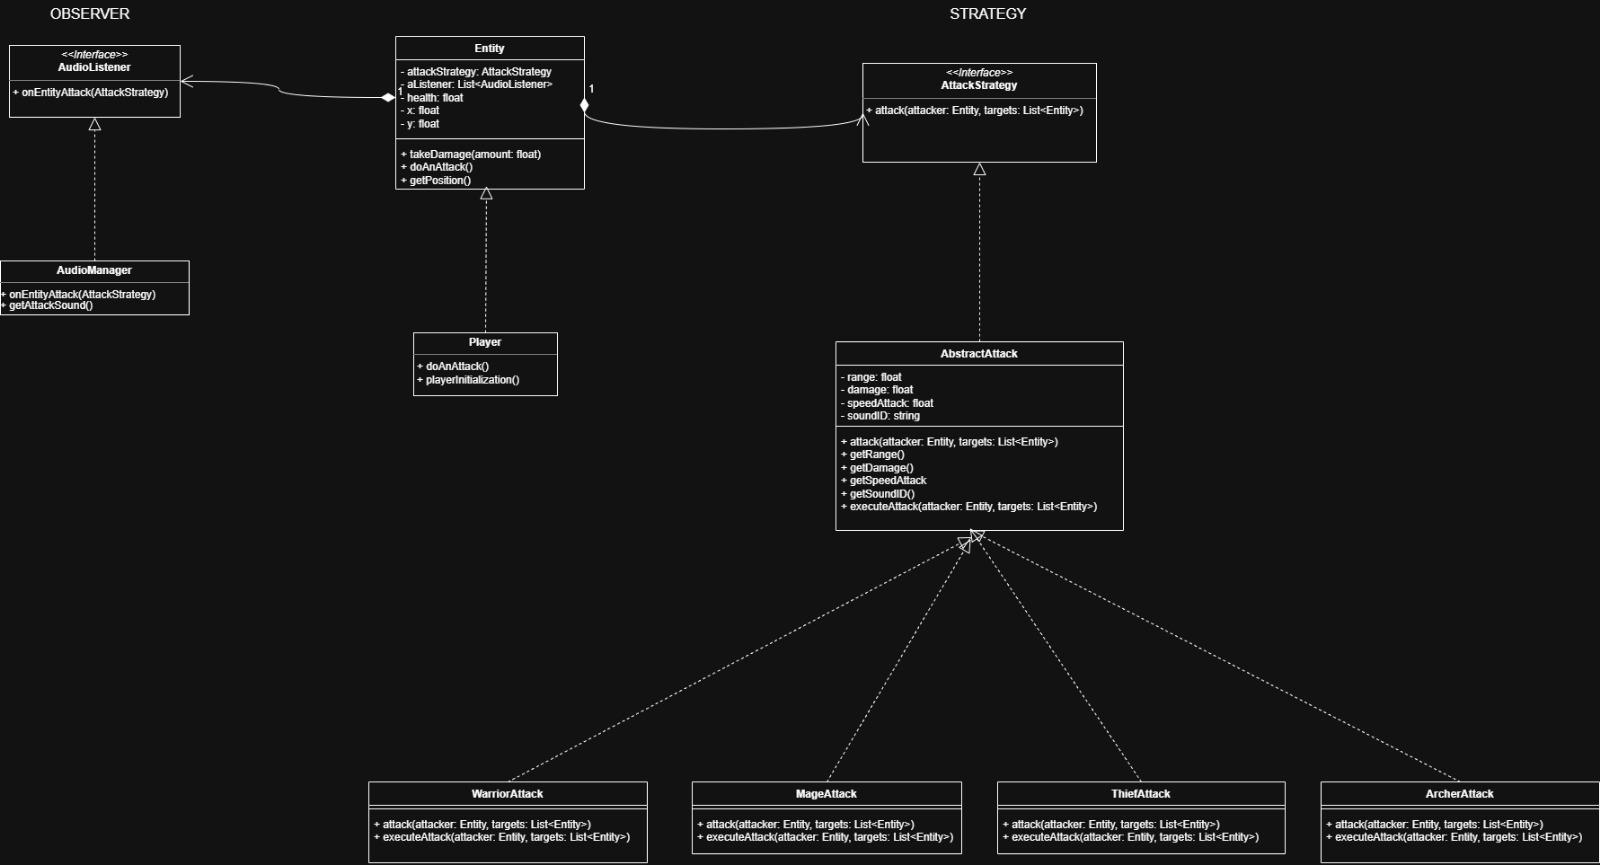 OBSERVER
STRATEGY
<<Interface>>
AudioListener
+ onEntityAttack(AttackStrategy)
Entity
- attackStrategy: AttackStrategy
- aListener: List<AudioListener>
- health: float
- x: float
- y: float
+ takeDamage(amount: float)
+ doAnAttack()
+ getPosition()
1
1
<<Interface>>
AttackStrategy
+ attack(attacker: Entity, targets: List<Entity>)
AudioManager
+ onEntityAttack(AttackStrategy)
+ getAttackSound()
Player
+ doAnAttack()
+ playerInitialization()
AbstractAttack
- range: float
- damage: float
- speedAttack: float
- soundID: string
+ attack(attacker: Entity, targets: List<Entity>)
+ getRange()
+ getDamage()
+ getSpeedAttack
+ getSoundID()
+ executeAttack(attacker: Entity, targets: List<Entity>)
WarriorAttack
+ attack(attacker: Entity, targets: List<Entity>)
+ executeAttack(attacker: Entity, targets: List<Entity>)
MageAttack
+ attack(attacker: Entity, targets: List<Entity>)
+ executeAttack(attacker: Entity, targets: List<Entity>)
ThiefAttack
+ attack(attacker: Entity, targets: List<Entity>)
+ executeAttack(attacker: Entity, targets: List<Entity>)
ArcherAttack
+ attack(attacker: Entity, targets: List<Entity>)
+ executeAttack(attacker: Entity, targets: List<Entity>)